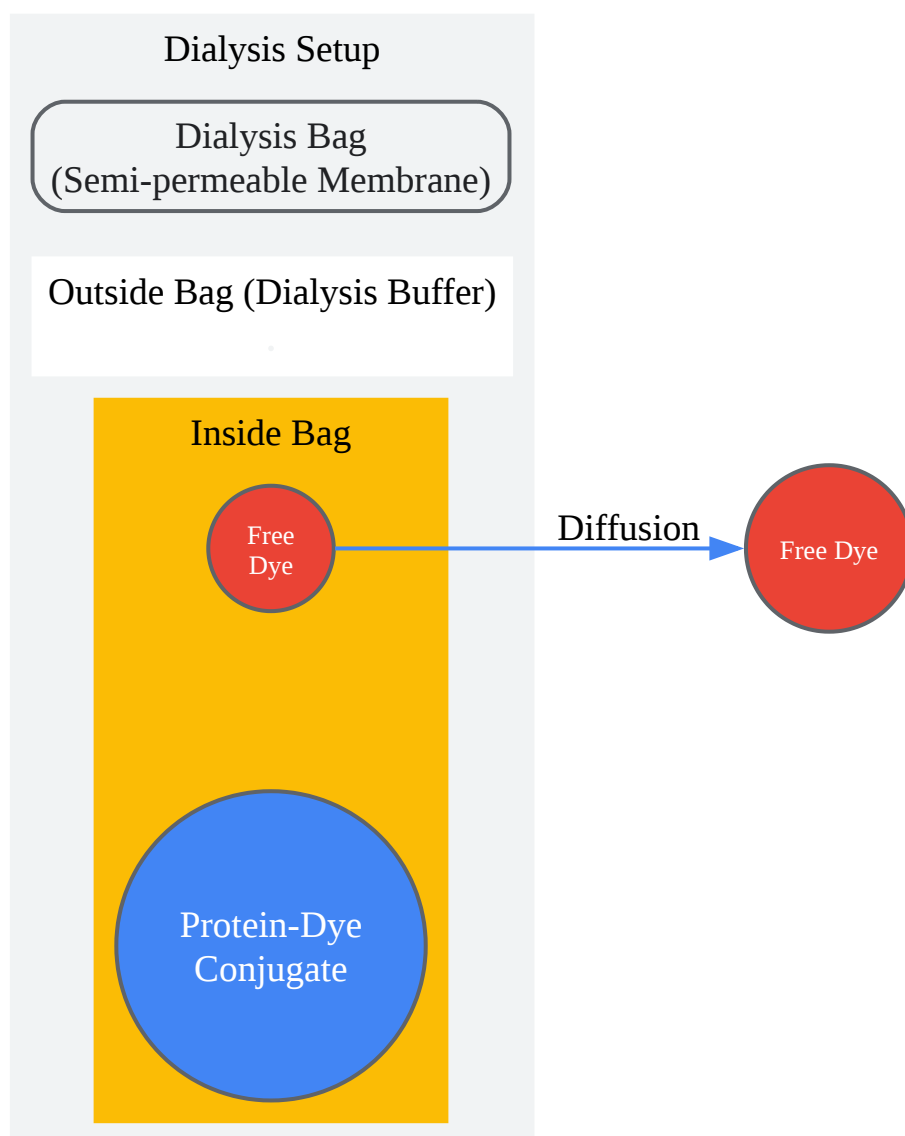 Dialysis Setup
Dialysis Bag
(Semi-permeable Membrane)
Outside Bag (Dialysis Buffer)
Inside Bag
Free
Dye
Diffusion
Free Dye
Protein-Dye
Conjugate